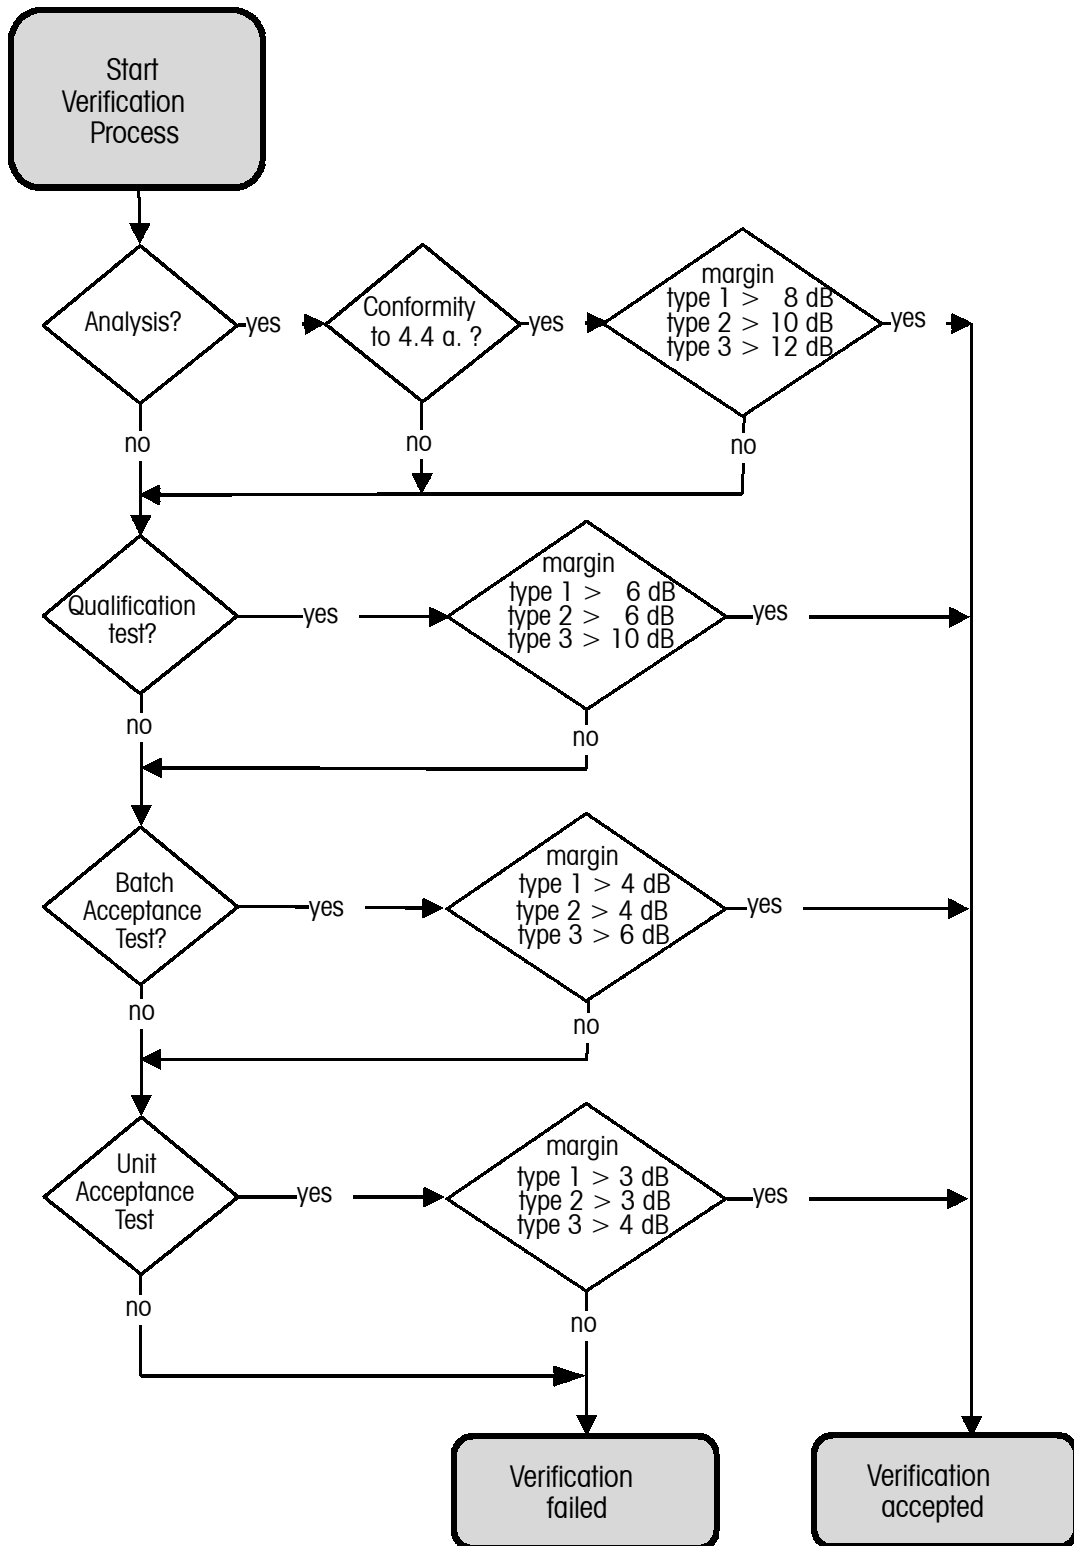 Start
Verification
Process
Analysis?
yes
Conformity
to 4.4 a. ?
yes
margin
type 1 > 8 dB
type 2 > 10 dB
type 3 > 12 dB
yes
no
no
no
Qualification
test?
yes
margin
type 1 > 6 dB
type 2 > 6 dB
type 3 > 10 dB
yes
no
no
Batch
Acceptance
Test?
yes
margin
type 1 > 4 dB
type 2 > 4 dB
type 3 > 6 dB
yes
no
no
Unit
Acceptance
Test
yes
margin
type 1 > 3 dB
type 2 > 3 dB
type 3 > 4 dB
yes
no
no
Verification
failed
Verification
accepted